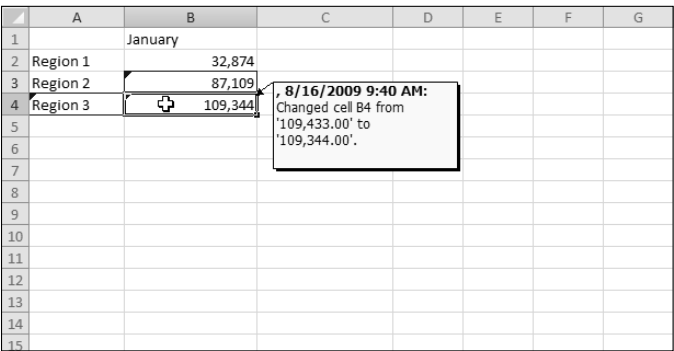 A B C D E F G
1 January
2 Region 1 32,874
3 Region 2 87,109
4 Region 3 109,344
, 8/16/2009 9:40 AM:
Changed cell B4 from
'109,433.00' to
'109,344.00'.
5
6
7
8
9
10
11
12
13
14
15